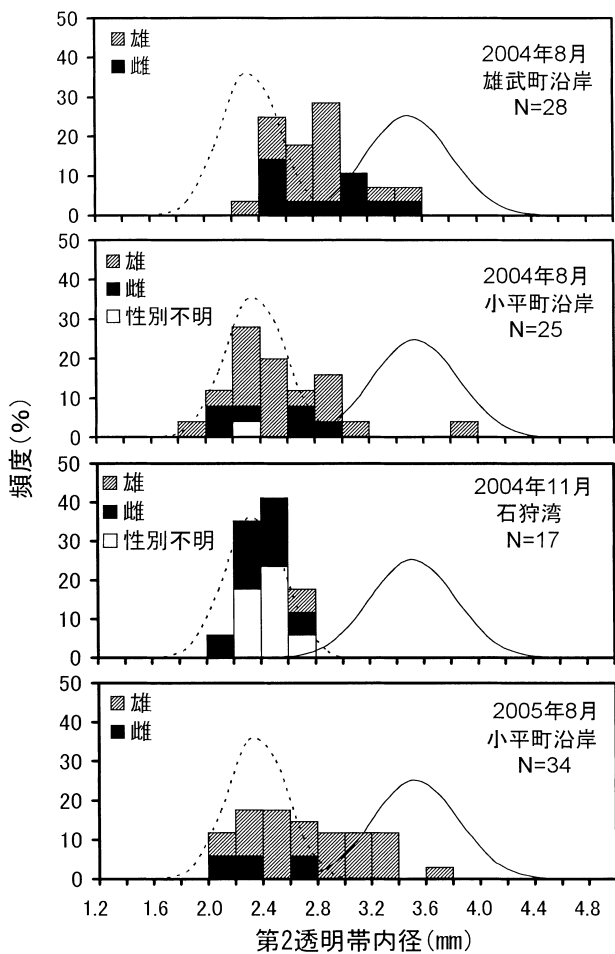 50
40
30
20
10
0
雄
雌
2004年8月
雄武町沿岸
N=28
50
40
30
20
10
0
雄
雌
性別不明
2004年8月
小平町沿岸
N=25
50
40
30
20
10
0
雄
雌
性別不明
2004年11月
石狩湾
N=17
50
40
30
20
10
0
雄
雌
2005年8月
小平町沿岸
N=34
頻度(%)
1.2 1.6 2.0 2.4 2.8 3.2 3.6 4.0 4.4 4.8
第2透明帯内径(mm)